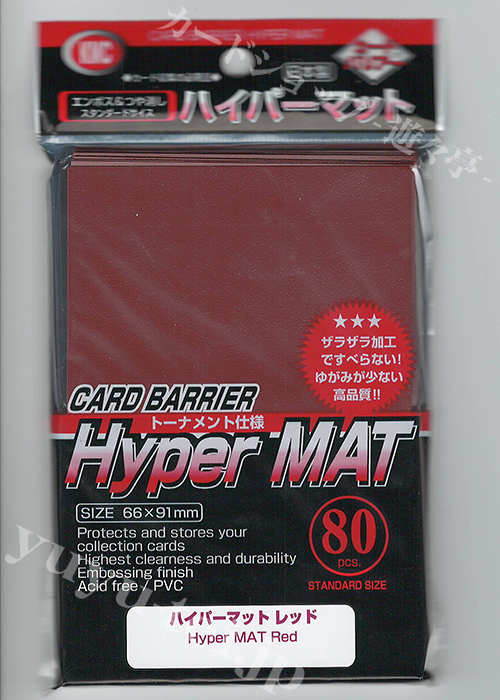 KMC
エンボス&つや消し
スタンダードサイズ
ハイパーマット
★★★
ザラザラ加工
ですべらない!
ゆがみが少ない
高品質!!
CARD BARRIER
トーナメント仕様
Hyper MAT
SIZE 66×91mm
Protects and stores your
collection cards
Highest clearness and durability
Embossing finish
Acid free / PVC
80
pcs.
STANDARD SIZE
ハイパーマット レッド
Hyper MAT Red